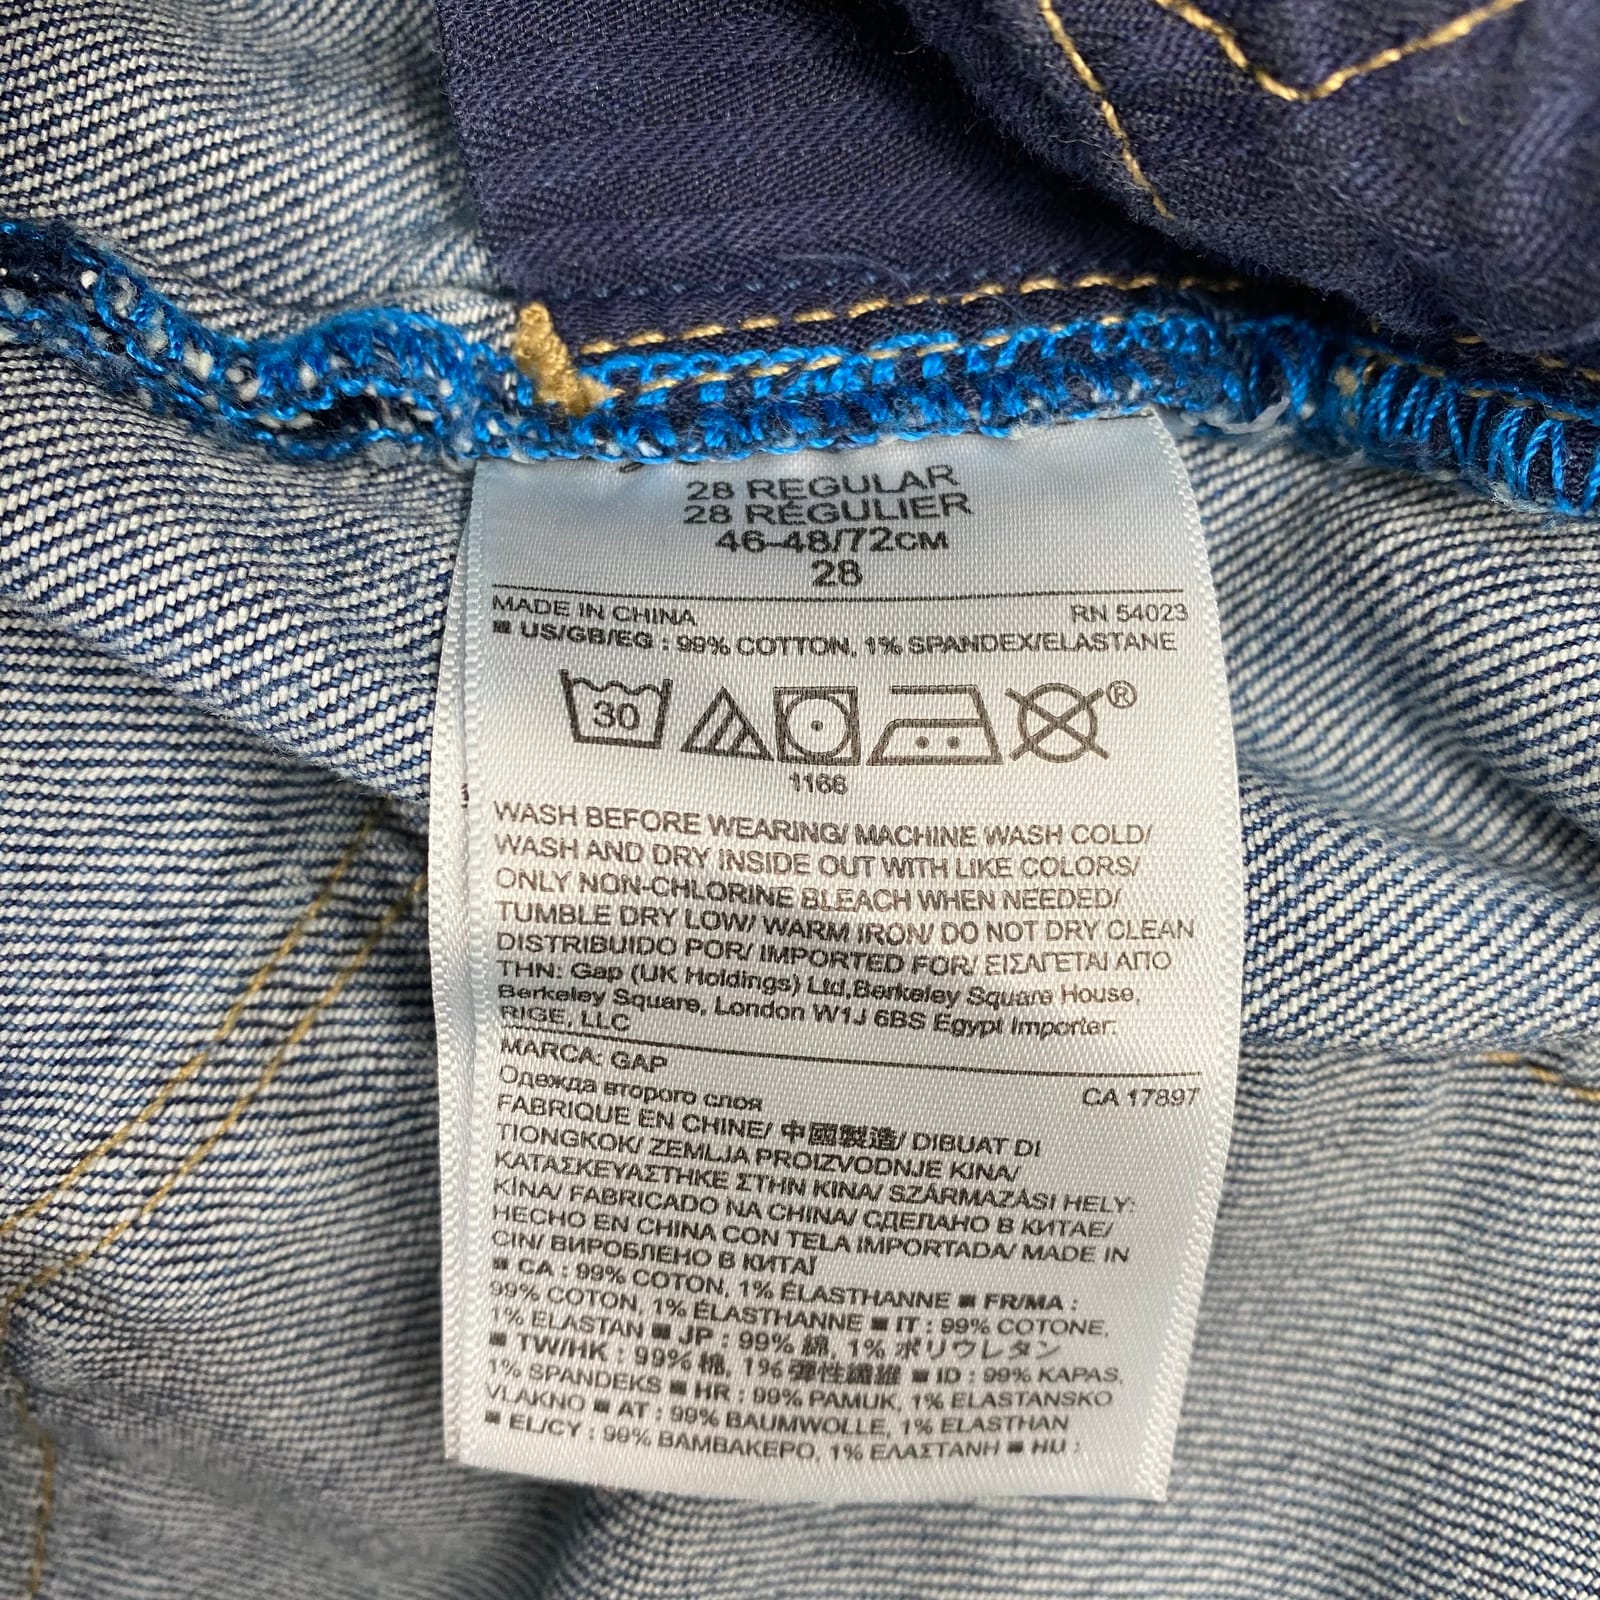 28 REGULAR
28 RÉGULIER
46-48/72CM
28
MADE IN CHINA RN 54023
■ US/GB/EG : 99% COTTON, 1% SPANDEX/ELASTANE
30 ®
1166
WASH BEFORE WEARING/ MACHINE WASH COLD/
WASH AND DRY INSIDE OUT WITH LIKE COLORS/
ONLY NON-CHLORINE BLEACH WHEN NEEDED/
TUMBLE DRY LOW/ WARM IRON/ DO NOT DRY CLEAN
DISTRIBUIDO POR/ IMPORTED FOR/ ΕΙΣΑΓΕΤΑΙ ΑΠΟ
ΤΗΝ: Gap (UK Holdings) Ltd,Berkeley Square House,
Berkeley Square, London W1J 6BS Egypt Importer:
RIGE, LLC
MARCA: GAP
Одежда второго слоя CA 17897
FABRIQUE EN CHINE/ 中國製造/ DIBUAT DI
TIONGKOK/ ZEMLJA PROIZVODNJE KINA/
ΚΑΤΑΣΚΕΥΑΣΤΗΚΕ ΣΤΗΝ ΚΙΝΑ/ SZÁRMAZÁSI HELY:
KÍNA/ FABRICADO NA CHINA/ СДЕЛАНО В КИТАЕ/
HECHO EN CHINA CON TELA IMPORTADA/ MADE IN
CIN/ ВИРОБЛЕНО В КИТАЇ
■ CA : 99% COTON, 1% ÉLASTHANNE ■ FR/MA :
99% COTON, 1% ÉLASTHANNE ■ IT : 99% COTONE,
1% ELASTAN ■ JP : 99% 綿, 1% ポリウレタン
■ TW/HK : 99% 棉, 1% 彈性纖維 ■ ID : 99% KAPAS,
1% SPANDEKS ■ HR : 99% PAMUK, 1% ELASTANSKO
VLAKNO ■ AT : 99% BAUMWOLLE, 1% ELASTHAN
■ EL/CY : 99% ΒΑΜΒΑΚΕΡΟ, 1% ΕΛΑΣΤΑΝΗ ■ HU :